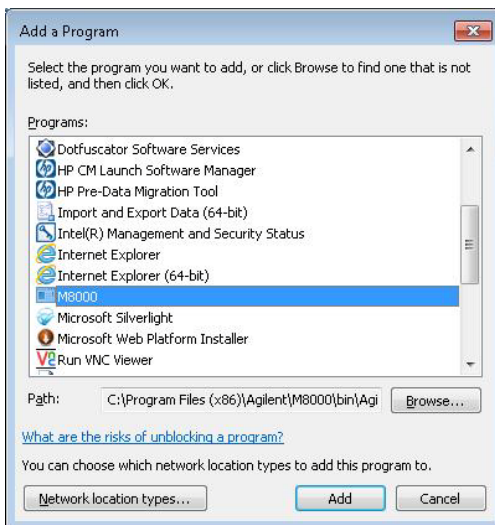 Add a Program
Select the program you want to add, or click Browse to find one that is not
listed, and then click OK.
Programs:
Dotfuscator Software Services
HP CM Launch Software Manager
HP Pre-Data Migration Tool
Import and Export Data (64-bit)
Intel(R) Management and Security Status
Internet Explorer
Internet Explorer (64-bit)
M8000
Microsoft Silverlight
Microsoft Web Platform Installer
Run VNC Viewer
Path: C:\Program Files (x86)\Agilent\M8000\bin\Agi Browse...
What are the risks of unblocking a program?
You can choose which network location types to add this program to.
Network location types... Add Cancel